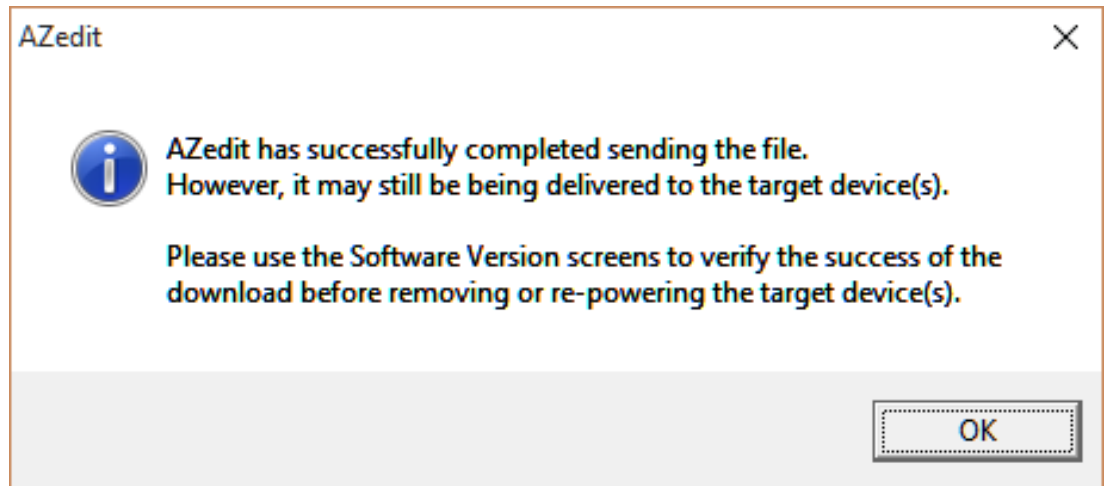 AZedit
AZedit has successfully completed sending the file.
However, it may still be being delivered to the target device(s).
Please use the Software Version screens to verify the success of the
download before removing or re-powering the target device(s).
OK